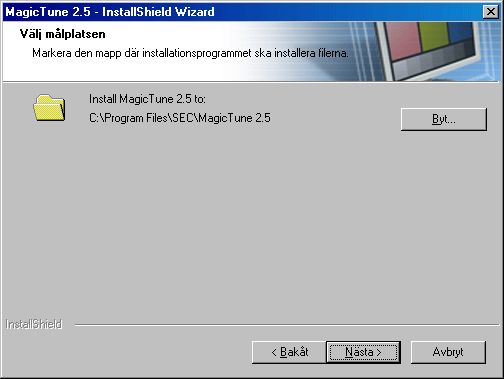 MagicTune 2.5 - InstallShield Wizard
Välj målplatsen
Markera den mapp där installationsprogrammet ska installera filerna.
Install MagicTune 2.5 to:
C:\Program Files\SEC\MagicTune 2.5
Byt...
InstallShield
< Bakåt
Nästa >
Avbryt